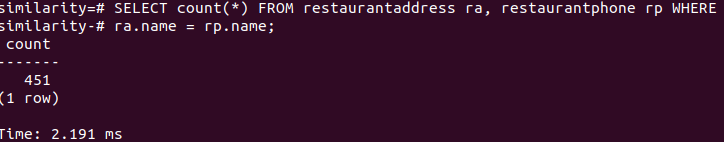 similarity=# SELECT count(*) FROM restaurantaddress ra, restaurantphone rp WHERE
similarity-# ra.name = rp.name;
count
-------
451
(1 row)
Time: 2.191 ms